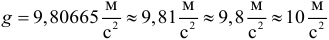 g = 9,80665 м/с² ≈ 9,81 м/с² ≈ 9,8 м/с² ≈ 10 м/с²